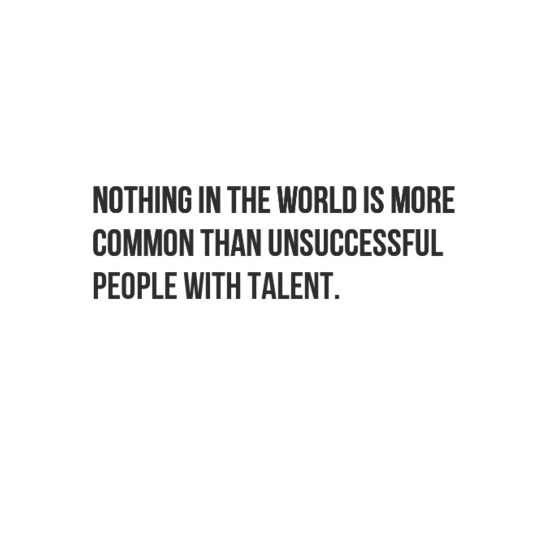 NOTHING IN THE WORLD IS MORE
COMMON THAN UNSUCCESSFUL
PEOPLE WITH TALENT.